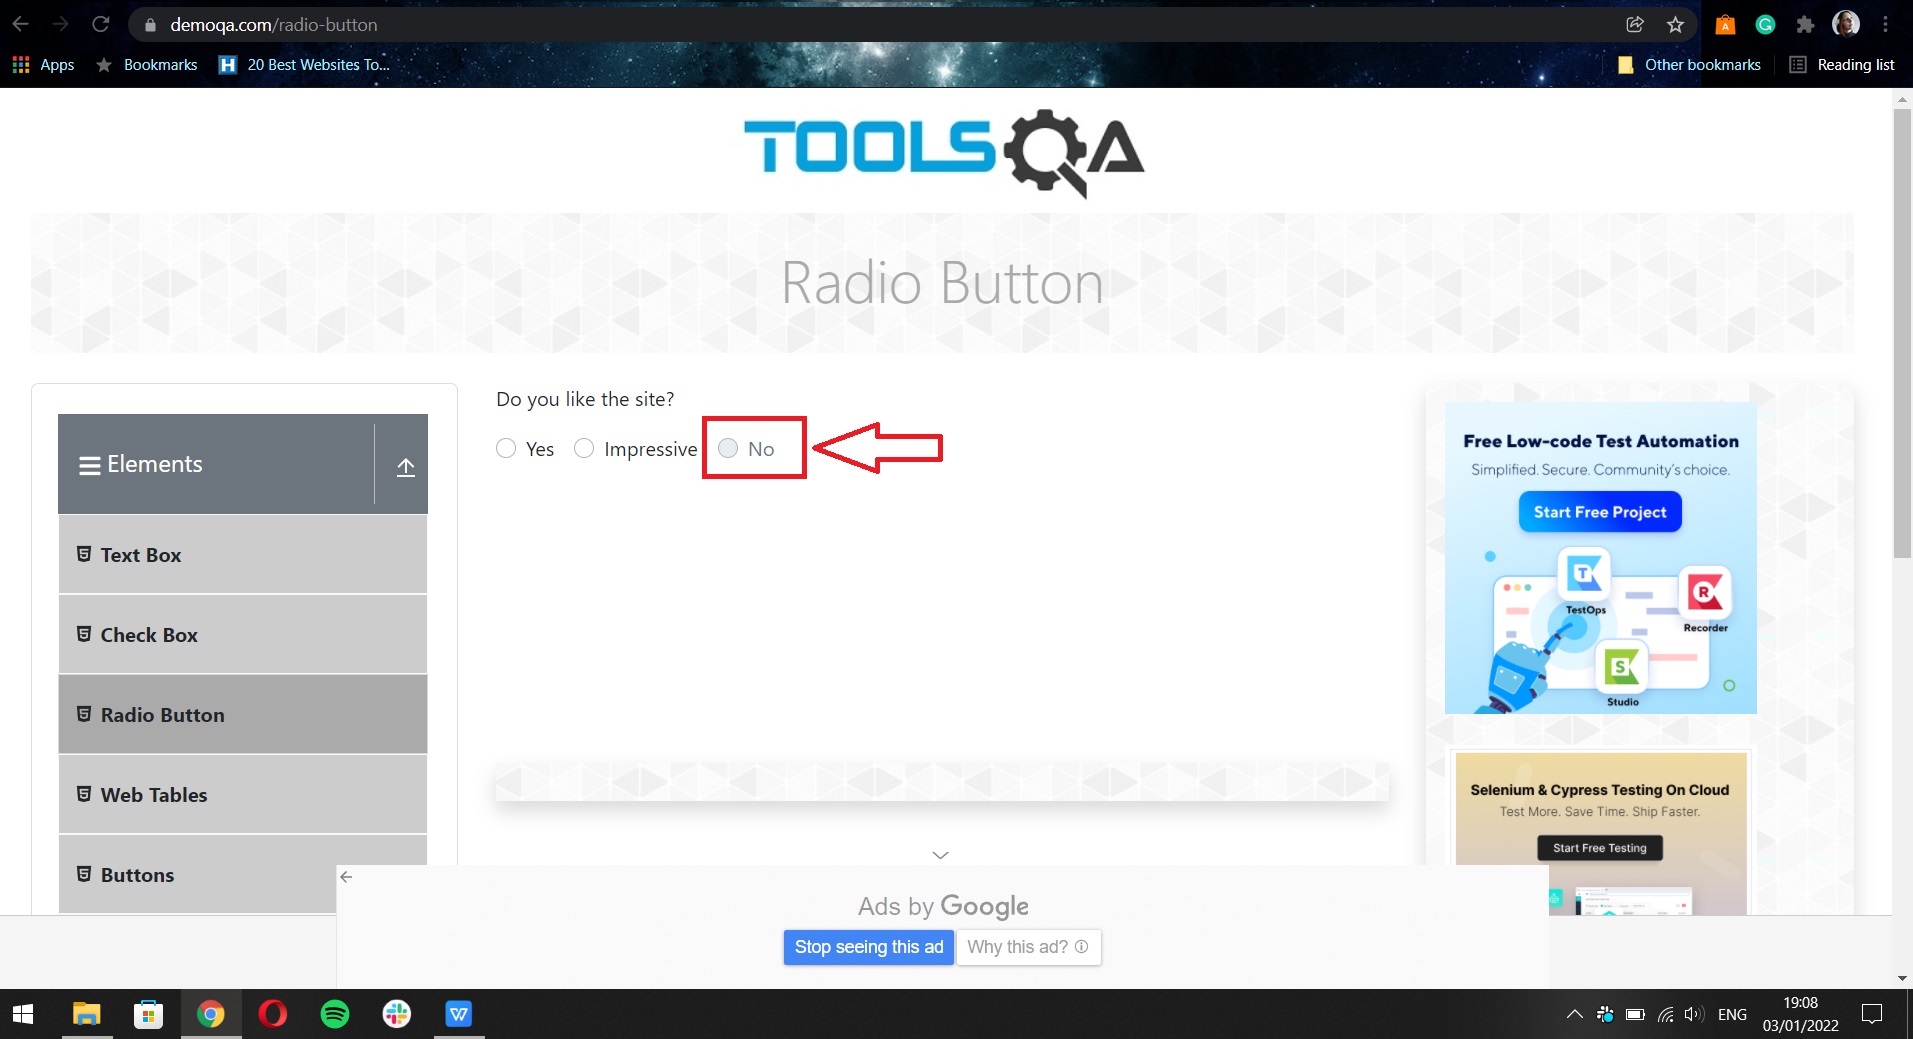 demoqa.com/radio-button
Apps
Bookmarks
H 20 Best Websites To...
Other bookmarks
Reading list
TOOLSQA
Radio Button
Elements
Text Box
Check Box
Radio Button
Web Tables
Buttons
Do you like the site?
Yes
Impressive
No
Free Low-code Test Automation
Simplified. Secure. Community's choice.
Start Free Project
TestOps
Recorder
Studio
Selenium & Cypress Testing On Cloud
Test More. Save Time. Ship Faster.
Start Free Testing
Ads by Google
Stop seeing this ad
Why this ad?
ENG
19:08
03/01/2022